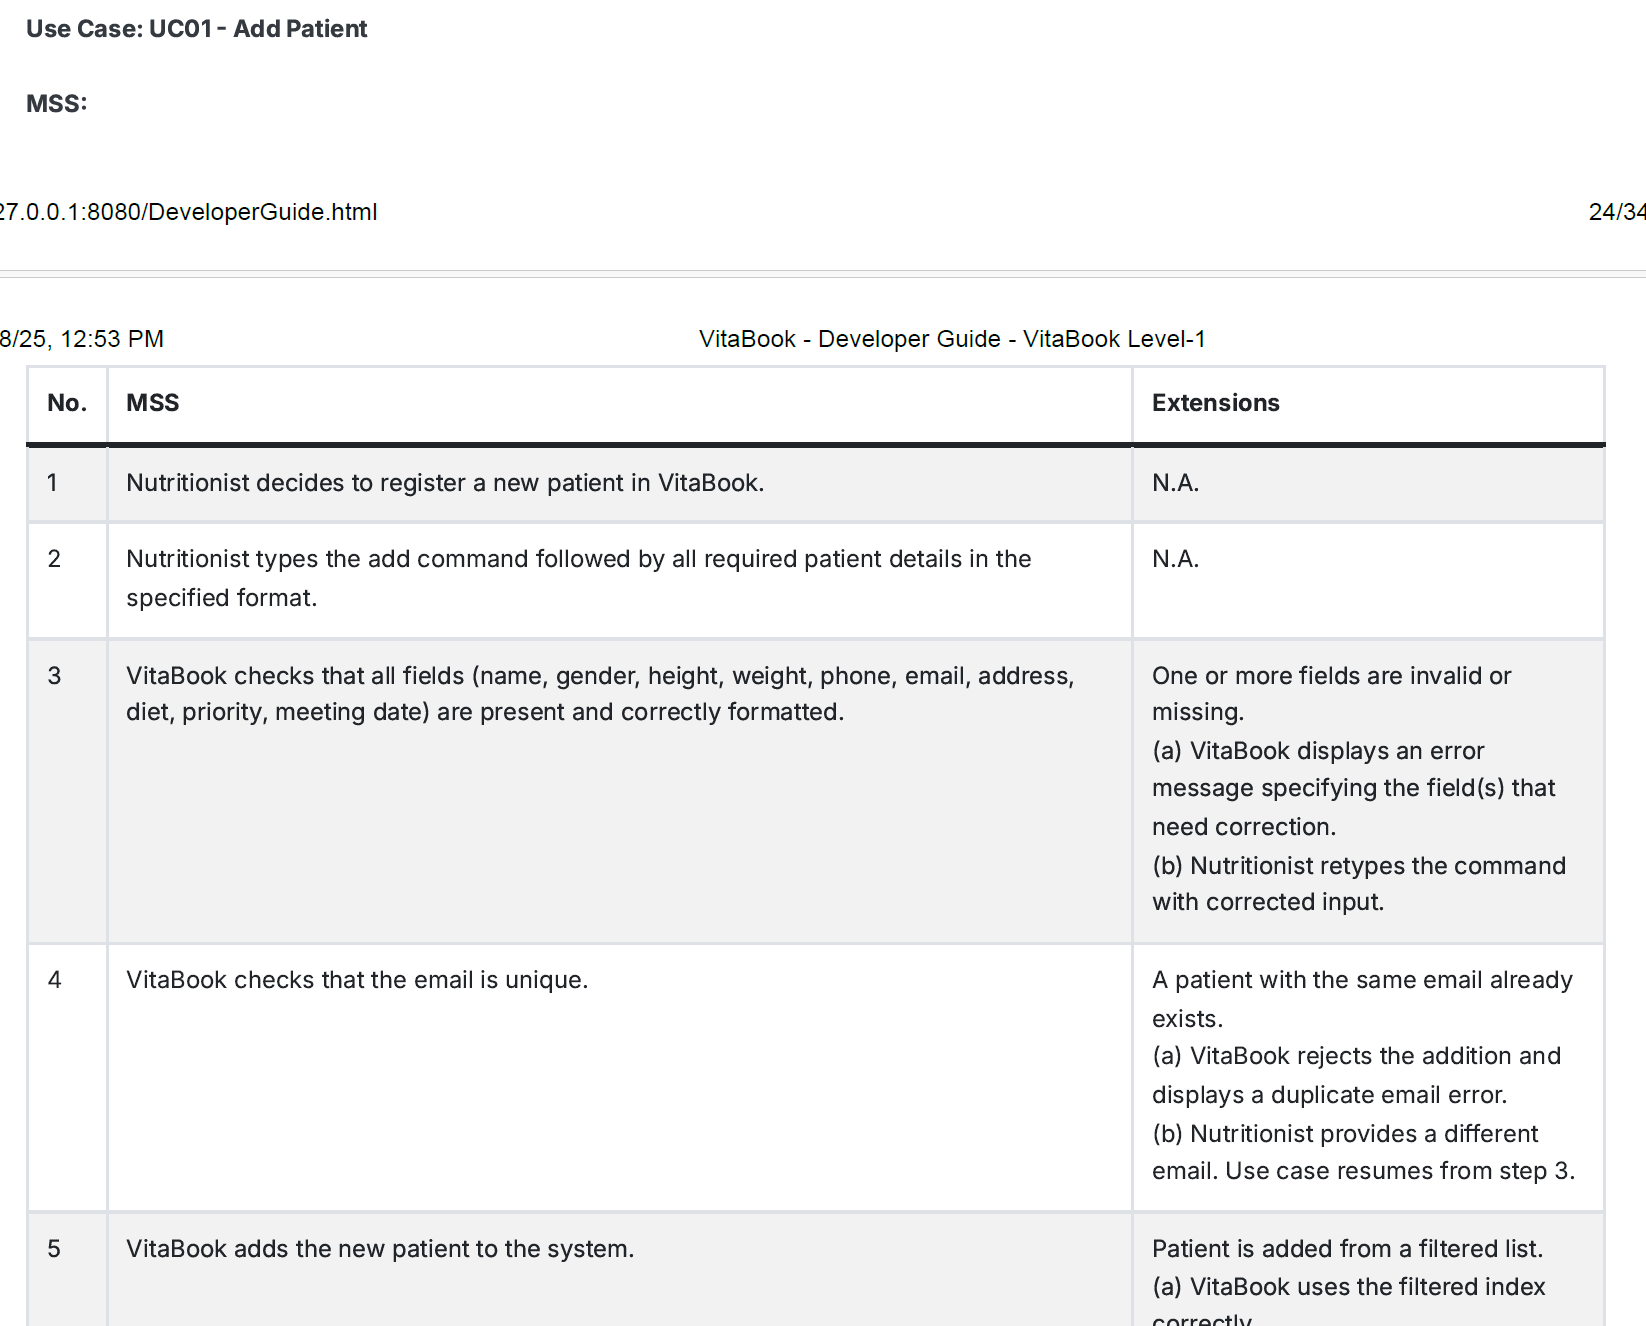 Use Case: UC01 - Add Patient
MSS:
27.0.0.1:8080/DeveloperGuide.html
24/34
8/25, 12:53 PM
VitaBook - Developer Guide - VitaBook Level-1
No.
MSS
Extensions
1
Nutritionist decides to register a new patient in VitaBook.
N.A.
2
Nutritionist types the add command followed by all required patient details in the
specified format.
N.A.
3
VitaBook checks that all fields (name, gender, height, weight, phone, email, address,
diet, priority, meeting date) are present and correctly formatted.
One or more fields are invalid or
missing.
(a) VitaBook displays an error
message specifying the field(s) that
need correction.
(b) Nutritionist retypes the command
with corrected input.
4
VitaBook checks that the email is unique.
A patient with the same email already
exists.
(a) VitaBook rejects the addition and
displays a duplicate email error.
(b) Nutritionist provides a different
email. Use case resumes from step 3.
5
VitaBook adds the new patient to the system.
Patient is added from a filtered list.
(a) VitaBook uses the filtered index
correctly.